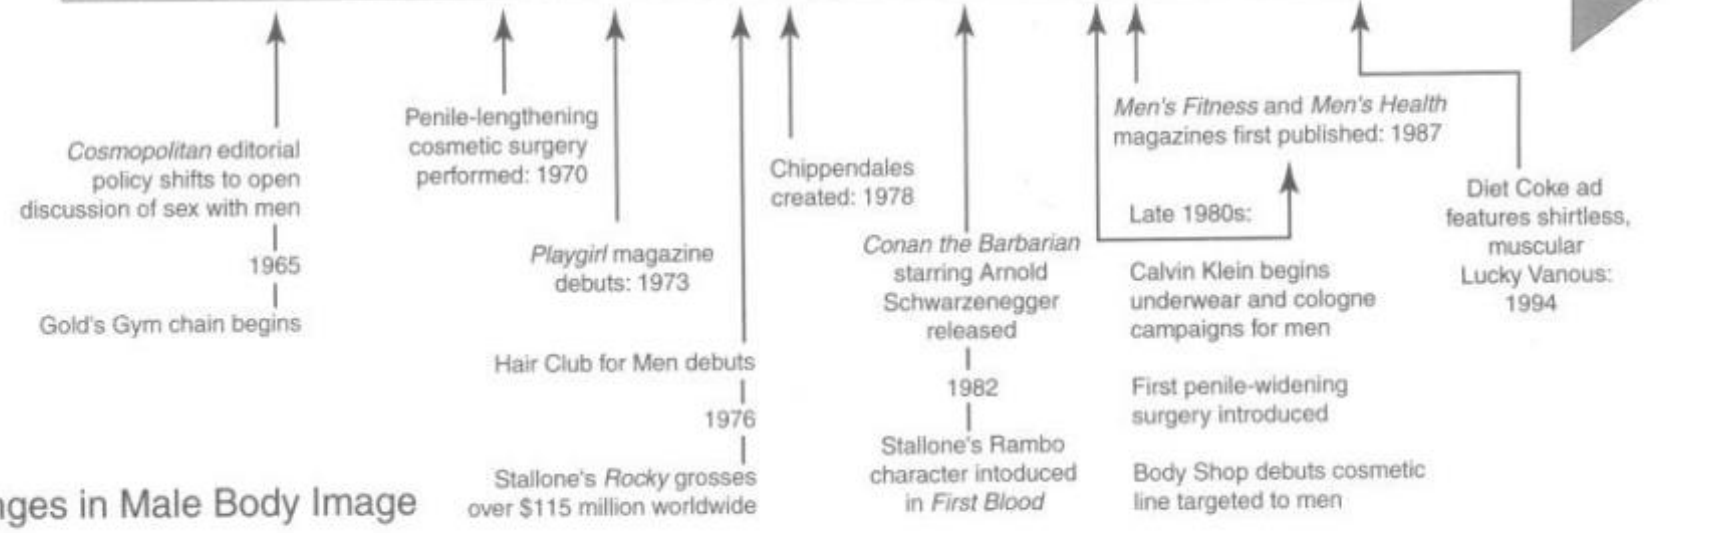 Cosmopolitan editorial
policy shifts to open
discussion of sex with men
1965
Gold's Gym chain begins
Penile-lengthening
cosmetic surgery
performed: 1970
Playgirl magazine
debuts: 1973
Hair Club for Men debuts
1976
Stallone's Rocky grosses
over $115 million worldwide
Chippendales
created: 1978
Conan the Barbarian
starring Arnold
Schwarzenegger
released
1982
Stallone's Rambo
character intoduced
in First Blood
Men's Fitness and Men's Health
magazines first published: 1987
Late 1980s:
Calvin Klein begins
underwear and cologne
campaigns for men
First penile-widening
surgery introduced
Body Shop debuts cosmetic
line targeted to men
Diet Coke ad
features shirtless,
muscular
Lucky Vanous:
1994
in Male Body Image